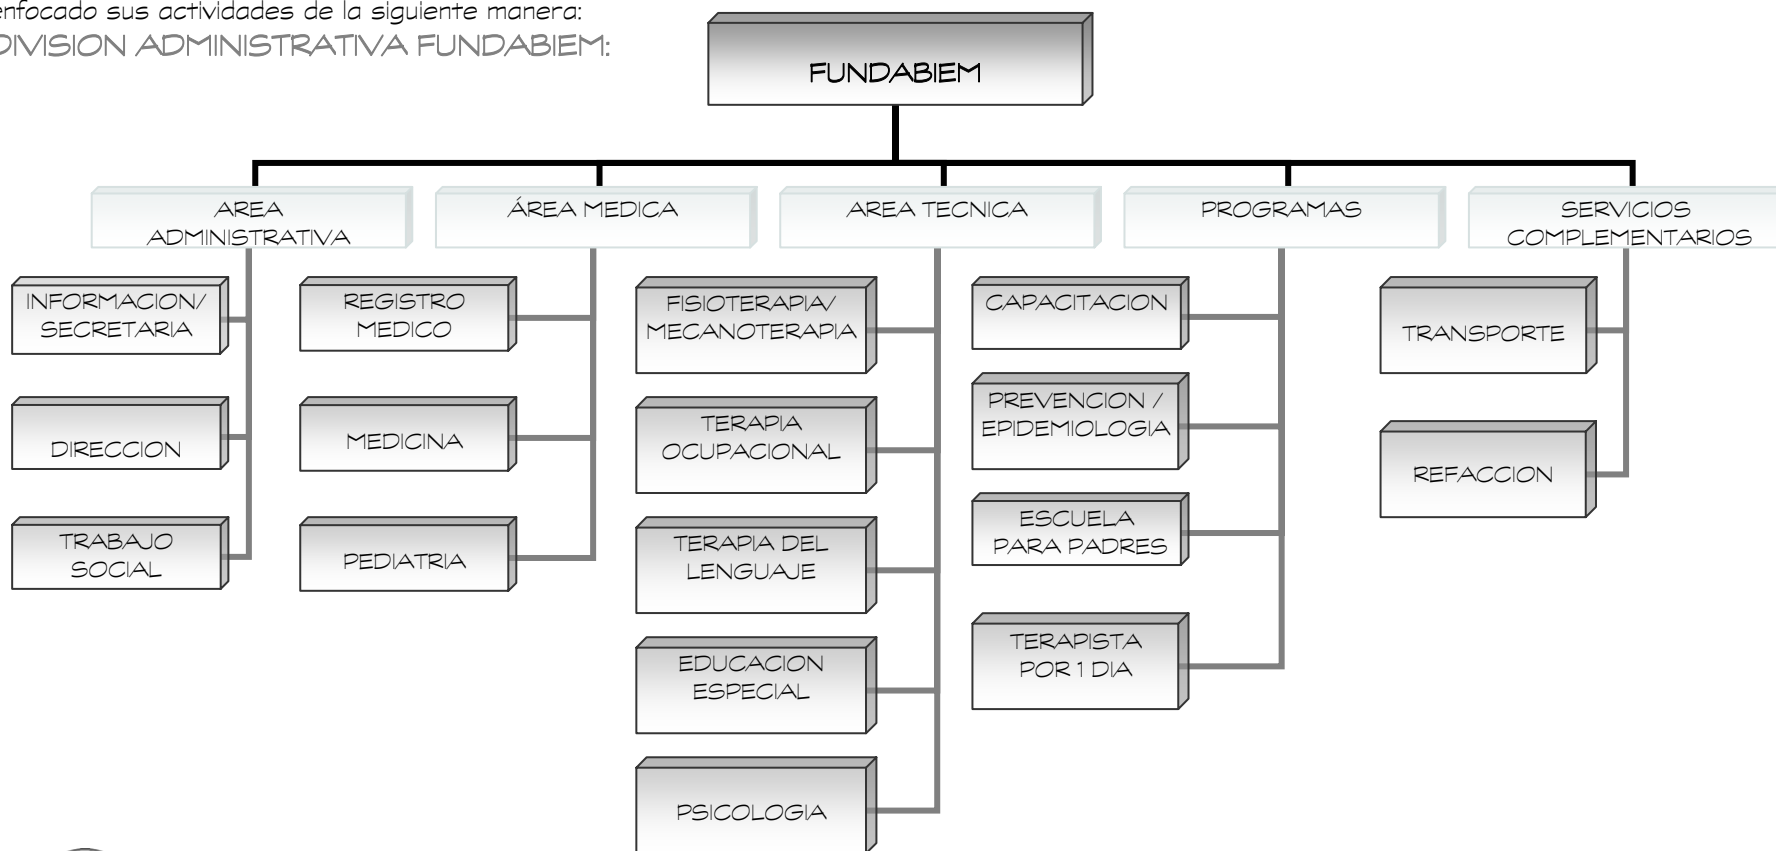 enfocado sus actividades de la siguiente manera:
DIVISION ADMINISTRATIVA FUNDABIEM:
FUNDABIEM
AREA
ADMINISTRATIVA
INFORMACION/
SECRETARIA
DIRECCION
TRABAJO
SOCIAL
ÁREA MEDICA
REGISTRO
MEDICO
MEDICINA
PEDIATRIA
AREA TECNICA
FISIOTERAPIA/
MECANOTERAPIA
TERAPIA
OCUPACIONAL
TERAPIA DEL
LENGUAJE
EDUCACION
ESPECIAL
PSICOLOGIA
PROGRAMAS
CAPACITACION
PREVENCION /
EPIDEMIOLOGIA
ESCUELA
PARA PADRES
TERAPISTA
POR 1 DIA
SERVICIOS
COMPLEMENTARIOS
TRANSPORTE
REFACCION